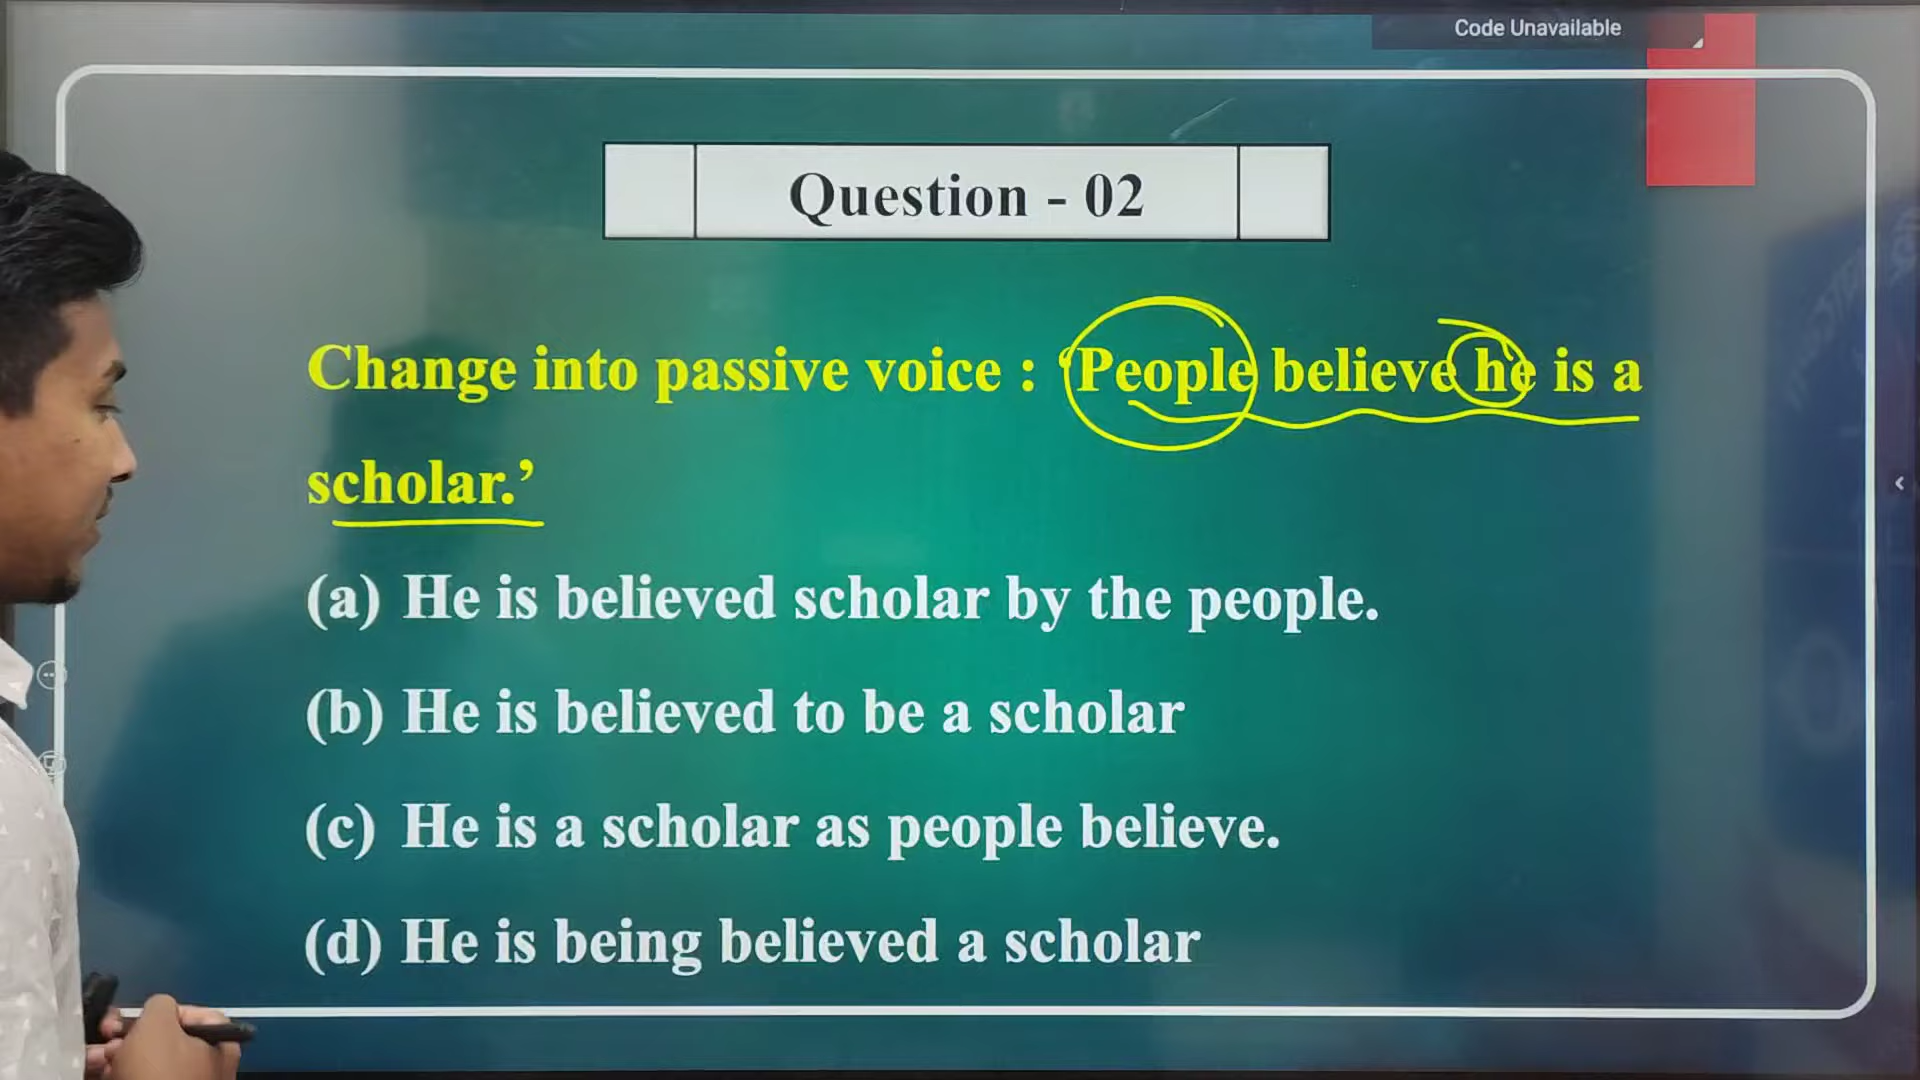 Code Unavailable
Question - 02
Change into passive voice : ‘People believe he is a
scholar.’
(a) He is believed scholar by the people.
(b) He is believed to be a scholar
(c) He is a scholar as people believe.
(d) He is being believed a scholar